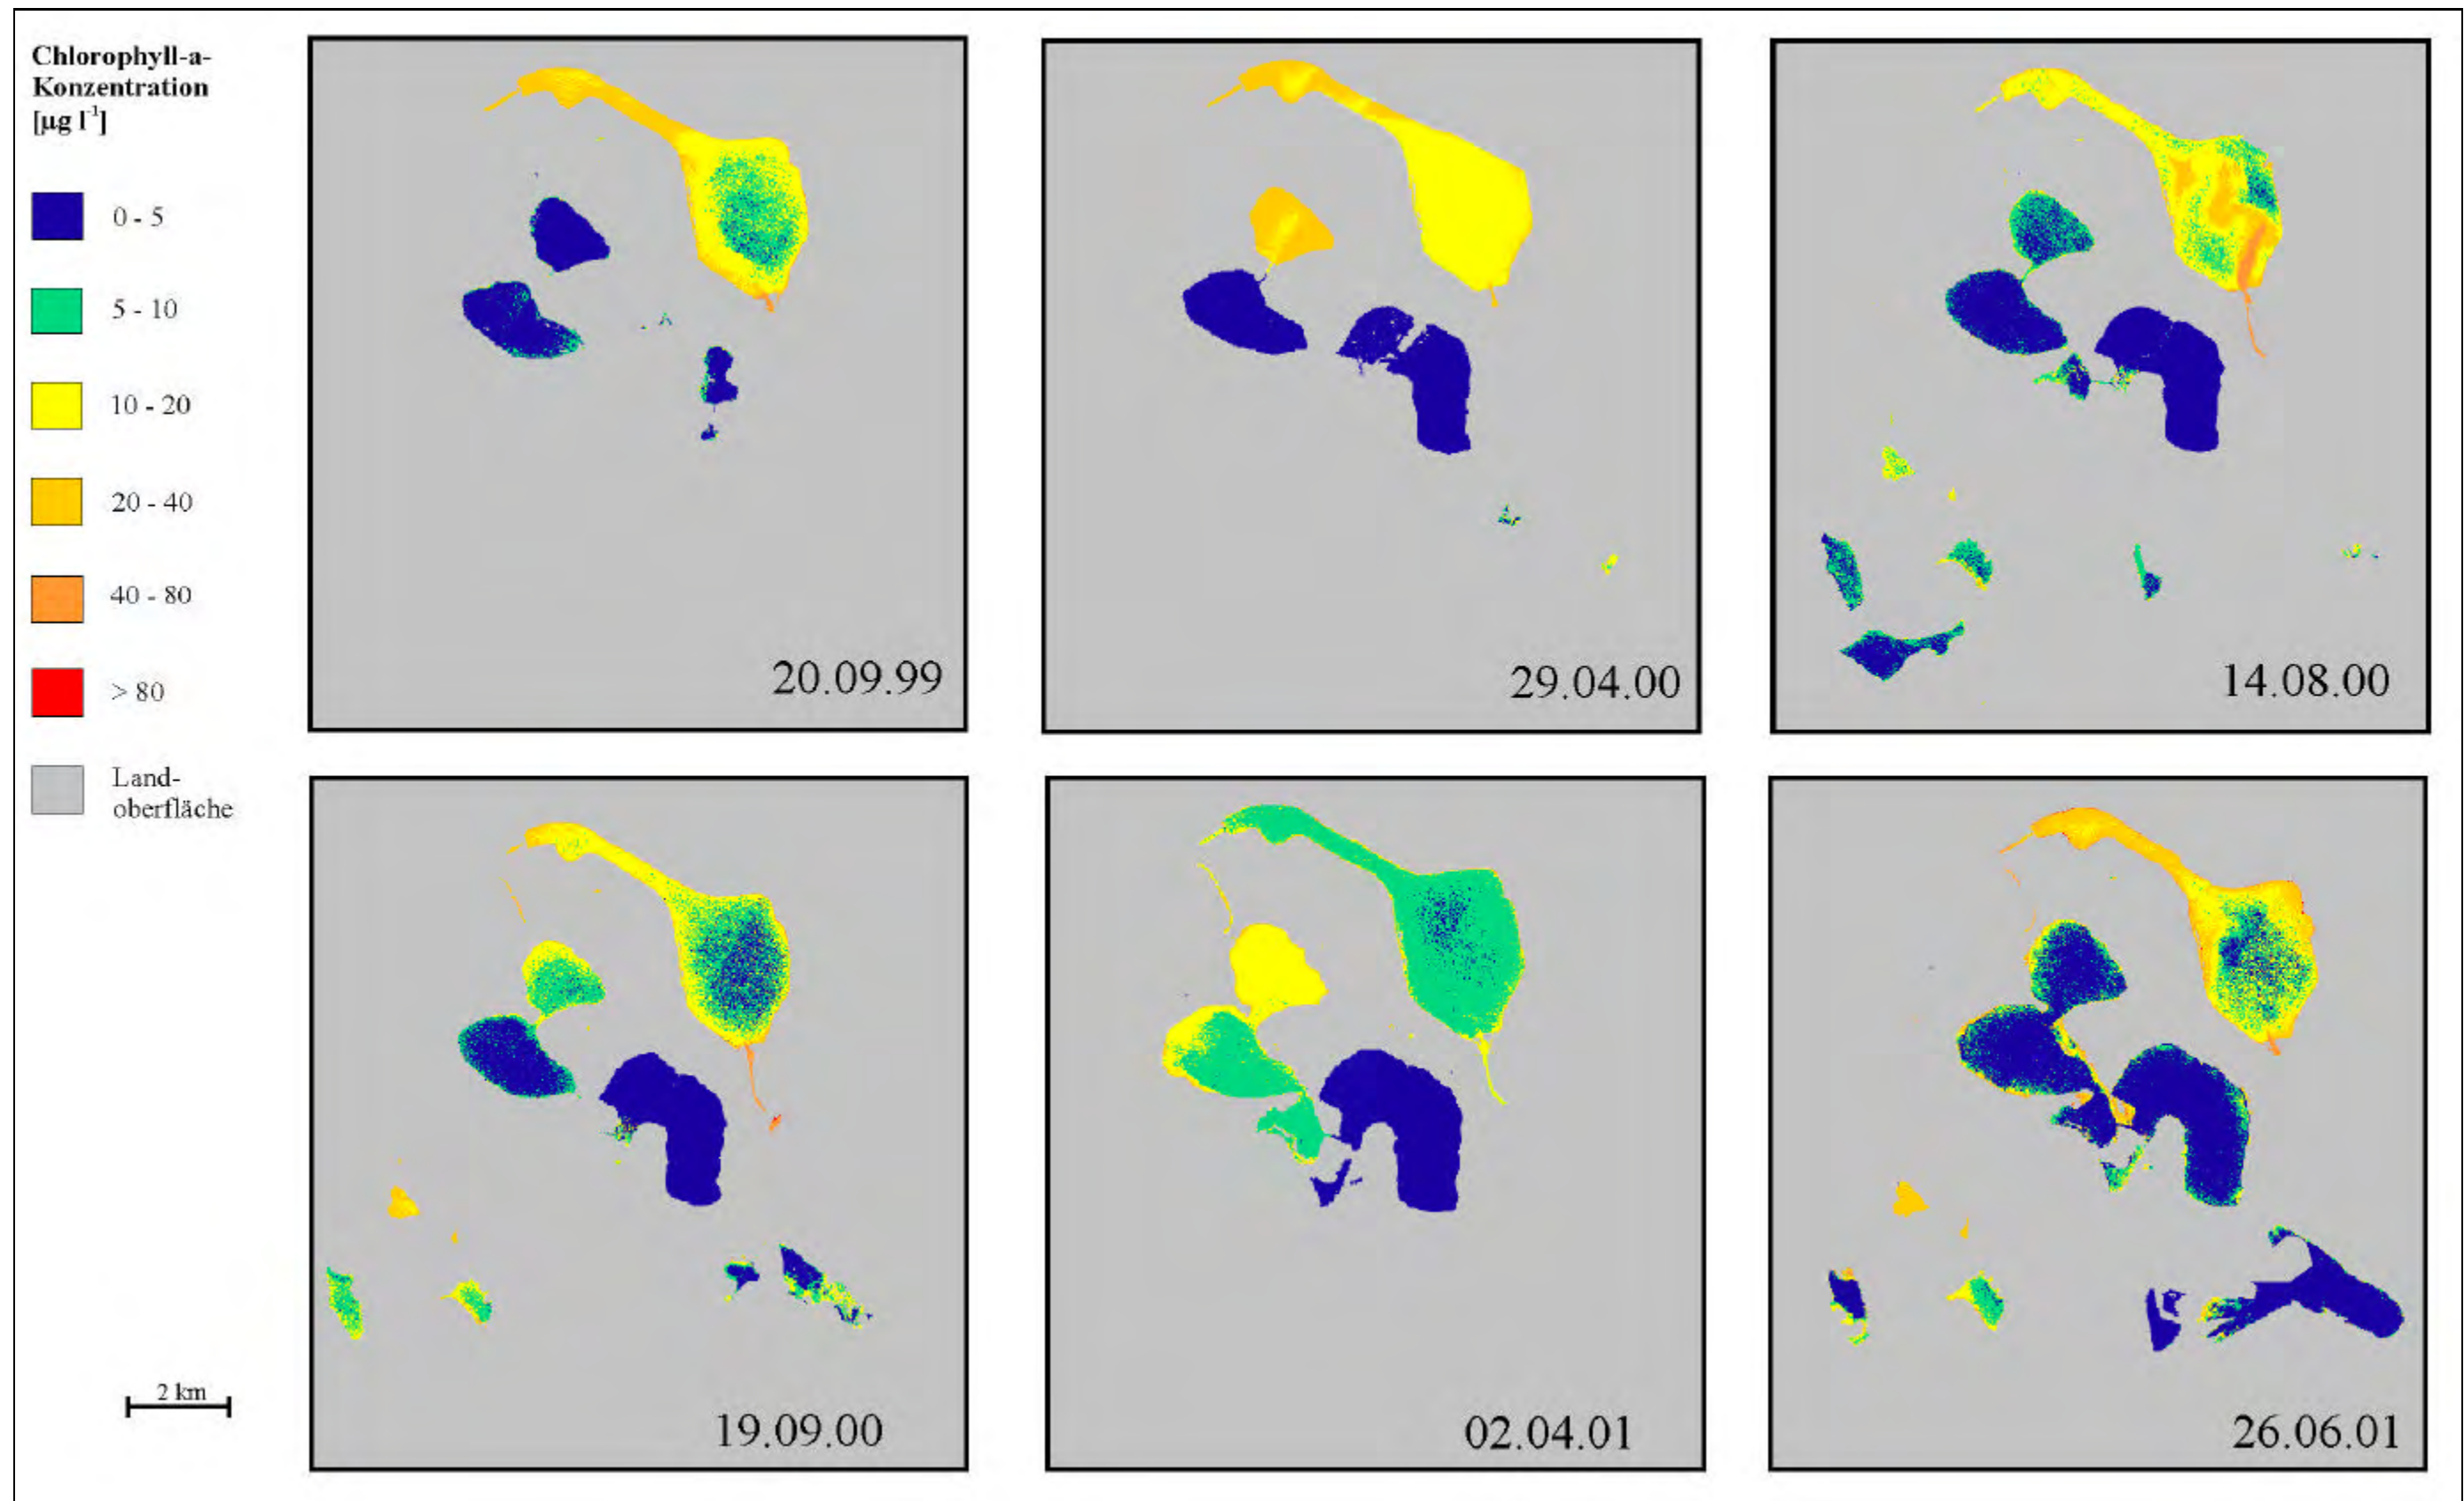 Chlorophyll-a-
Konzentration
[µg l⁻¹]
0 - 5
5 - 10
10 - 20
20 - 40
40 - 80
> 80
Land-
oberfläche
2 km
20.09.99
29.04.00
14.08.00
19.09.00
02.04.01
26.06.01